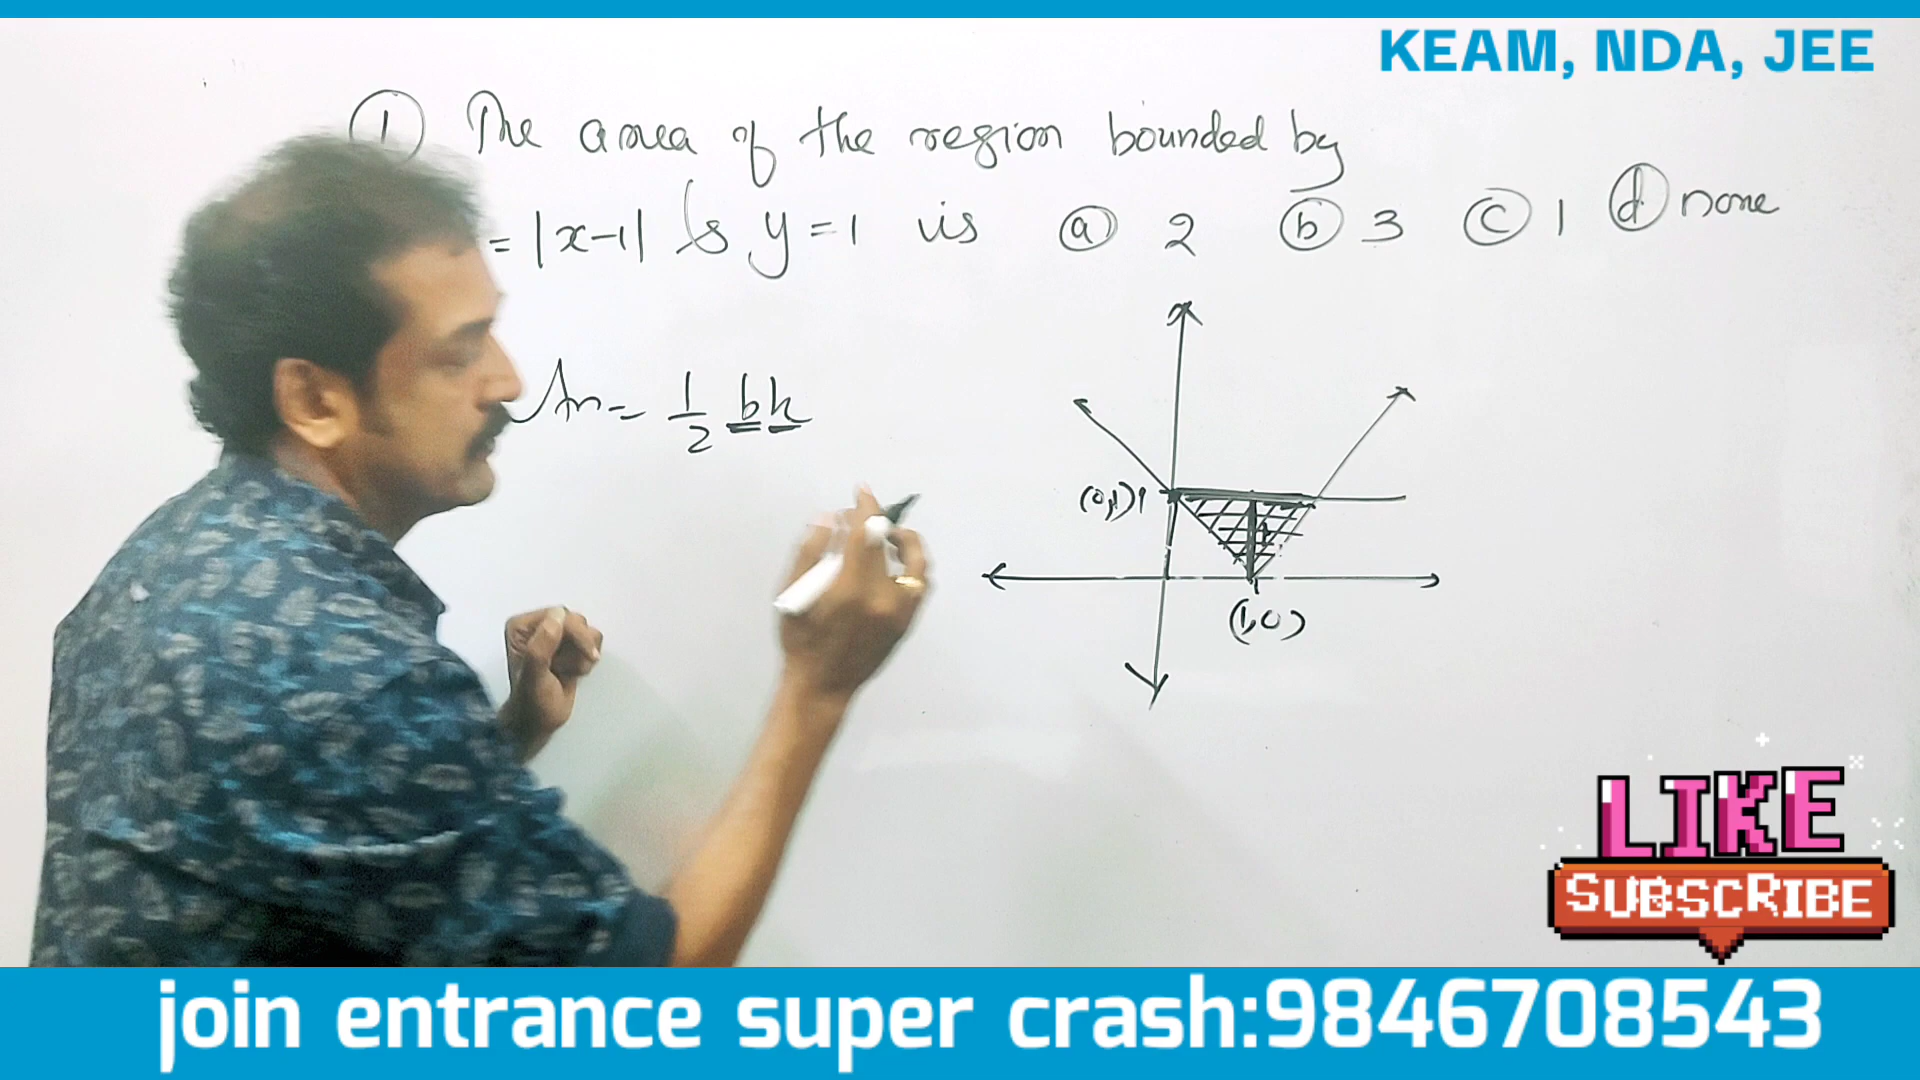 KEAM, NDA, JEE
① The area of the region bounded by
= |x-1| & y = 1 is ⓐ 2 ⓑ 3 ⓒ 1 ⓓ none
Ar = 1/2 bh
(0,1) 1
1
(1,0)
LIKE
SUBSCRIBE
join entrance super crash:9846708543